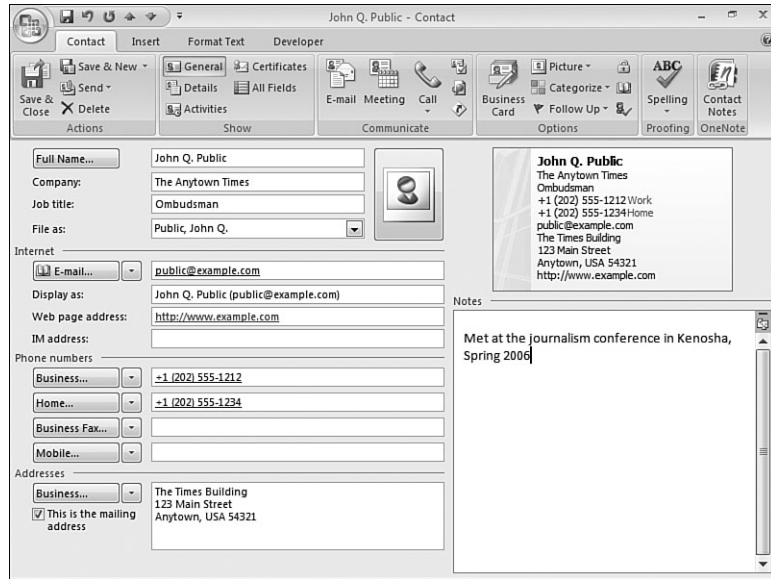 John Q. Public - Contact
Contact Insert Format Text Developer
Save & Close
Save & New
Send
Delete
Actions
General
Details
Activities
Certificates
All Fields
Show
E-mail
Meeting
Call
Communicate
Business Card
Picture
Categorize
Follow Up
Options
ABC
Spelling
Proofing
Contact Notes
OneNote
Full Name... John Q. Public
Company: The Anytown Times
Job title: Ombudsman
File as: Public, John Q.
Internet
E-mail... public@example.com
Display as: John Q. Public (public@example.com)
Web page address: http://www.example.com
IM address:
Phone numbers
Business... +1 (202) 555-1212
Home... +1 (202) 555-1234
Business Fax...
Mobile...
Addresses
Business... The Times Building
123 Main Street
Anytown, USA 54321
This is the mailing
address
John Q. Public
The Anytown Times
Ombudsman
+1 (202) 555-1212 Work
+1 (202) 555-1234 Home
public@example.com
The Times Building
123 Main Street
Anytown, USA 54321
http://www.example.com
Notes
Met at the journalism conference in Kenosha,
Spring 2006